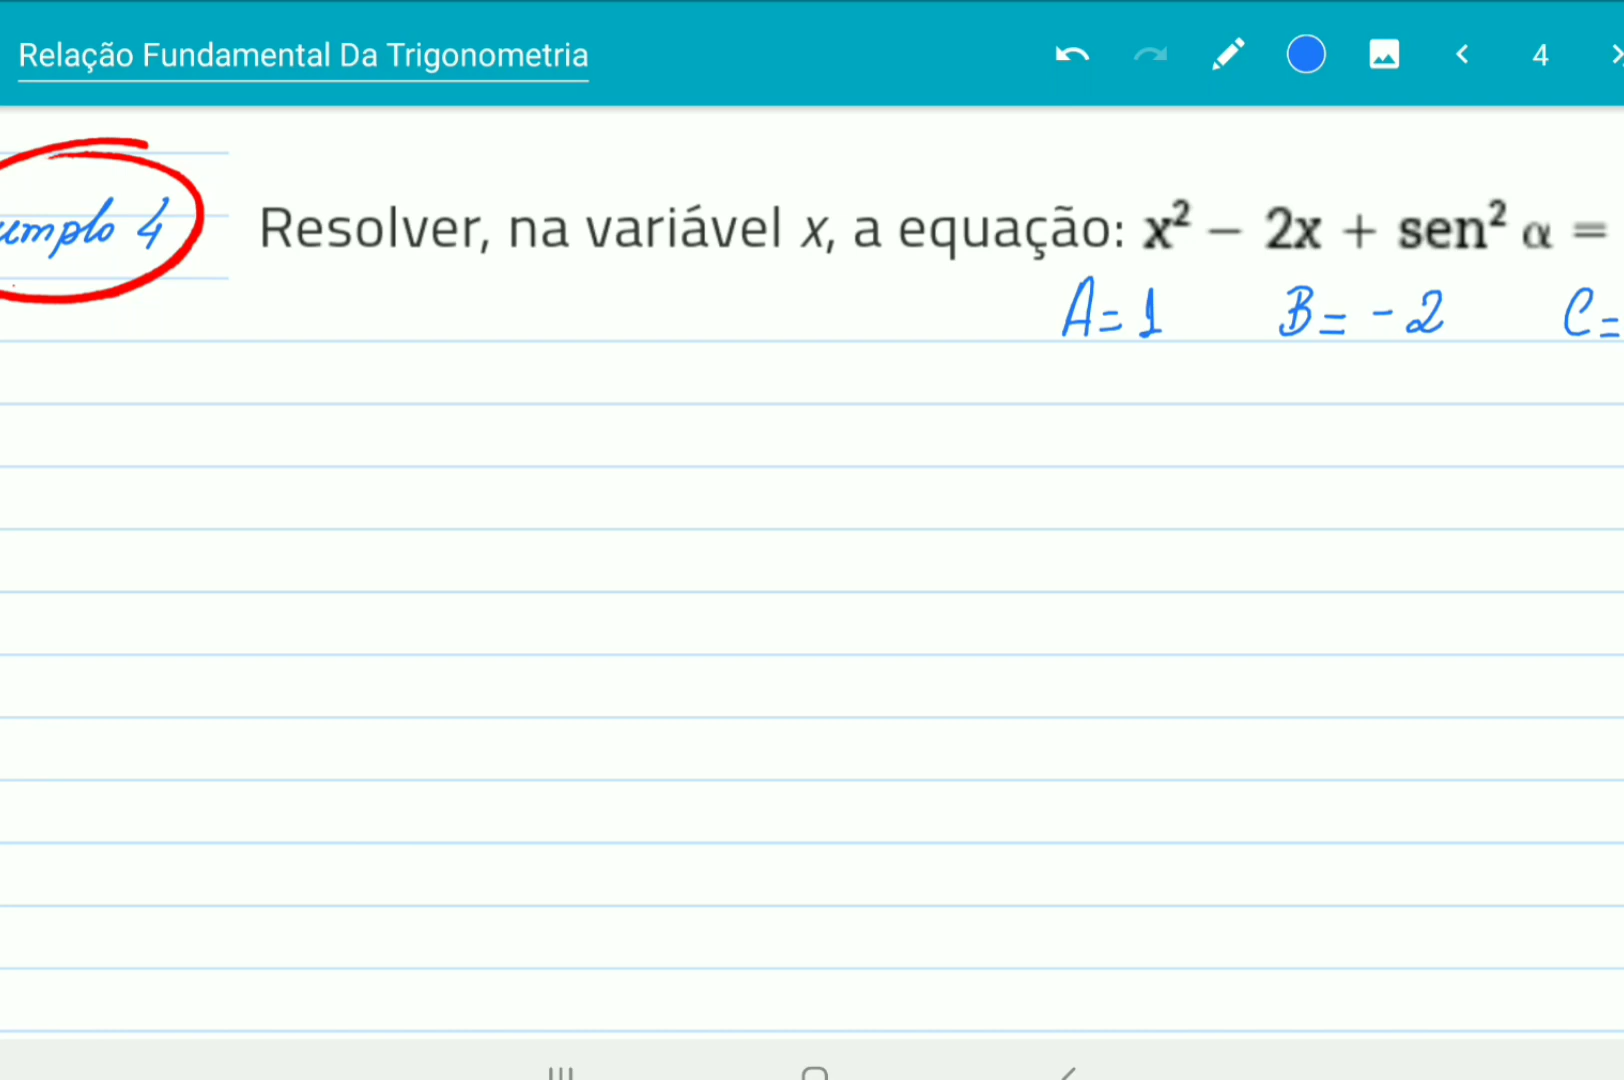 Relação Fundamental Da Trigonometria 4
Resolver, na variável x, a equação: x² − 2x + sen² α =
umplo 4
A = 1 B = - 2 C =